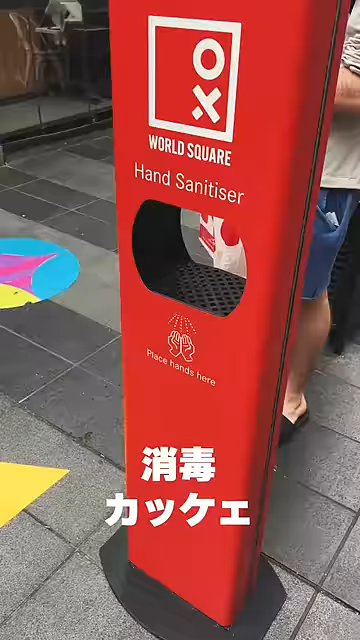 WORLD SQUARE
Hand Sanitiser
Place hands here
消毒
カッケェ